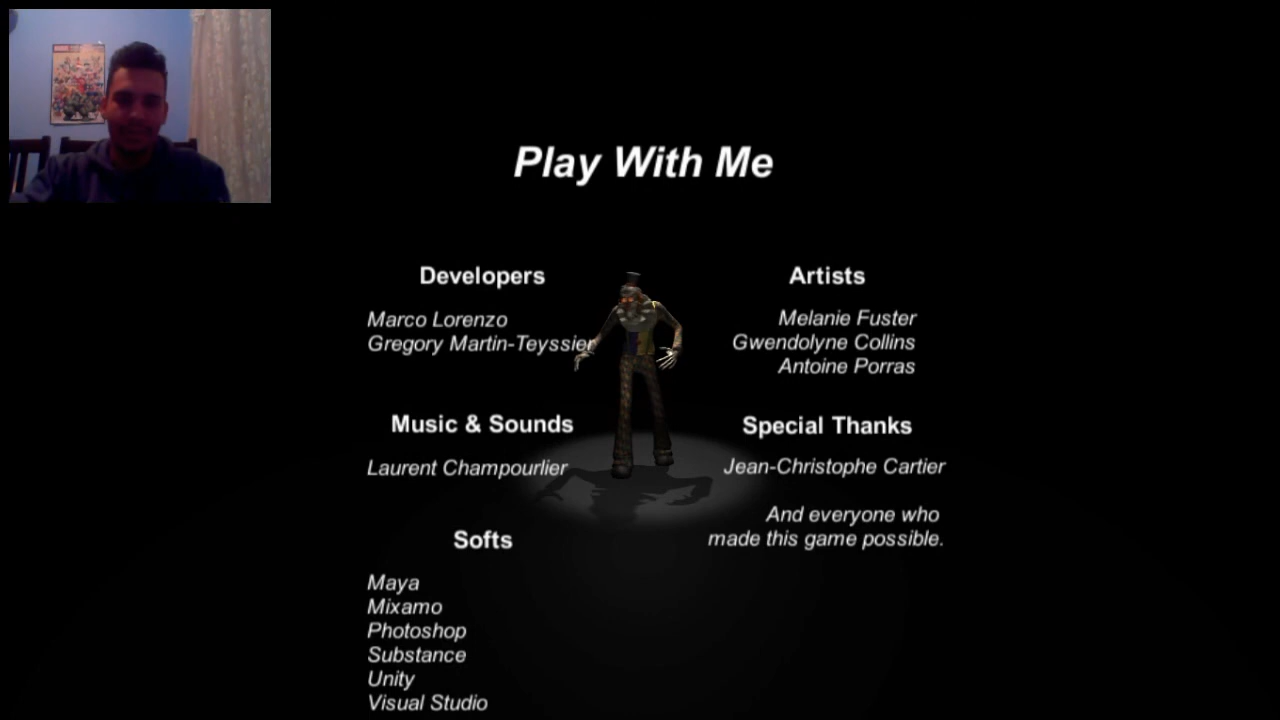 Play With Me
Developers
Marco Lorenzo
Gregory Martin-Teyssier
Artists
Melanie Fuster
Gwendolyne Collins
Antoine Porras
Music & Sounds
Laurent Champourlier
Special Thanks
Jean-Christophe Cartier
And everyone who
made this game possible.
Softs
Maya
Mixamo
Photoshop
Substance
Unity
Visual Studio